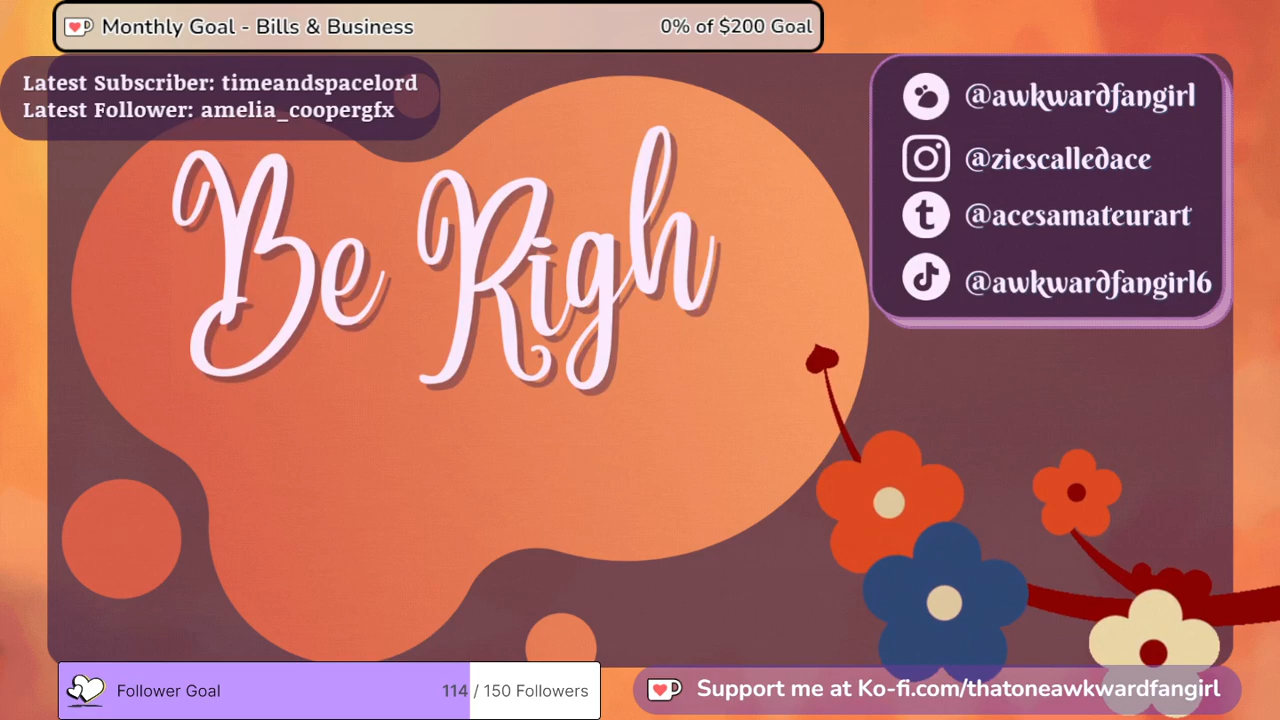 Monthly Goal - Bills & Business 0% of $200 Goal
Latest Subscriber: timeandspacelord
Latest Follower: amelia_coopergfx
@awkwardfangirl
@ziescalledace
@acesamateurart
@awkwardfangirl6
Be Righ
Follower Goal 114 / 150 Followers
Support me at Ko-fi.com/thatoneawkwardfangirl